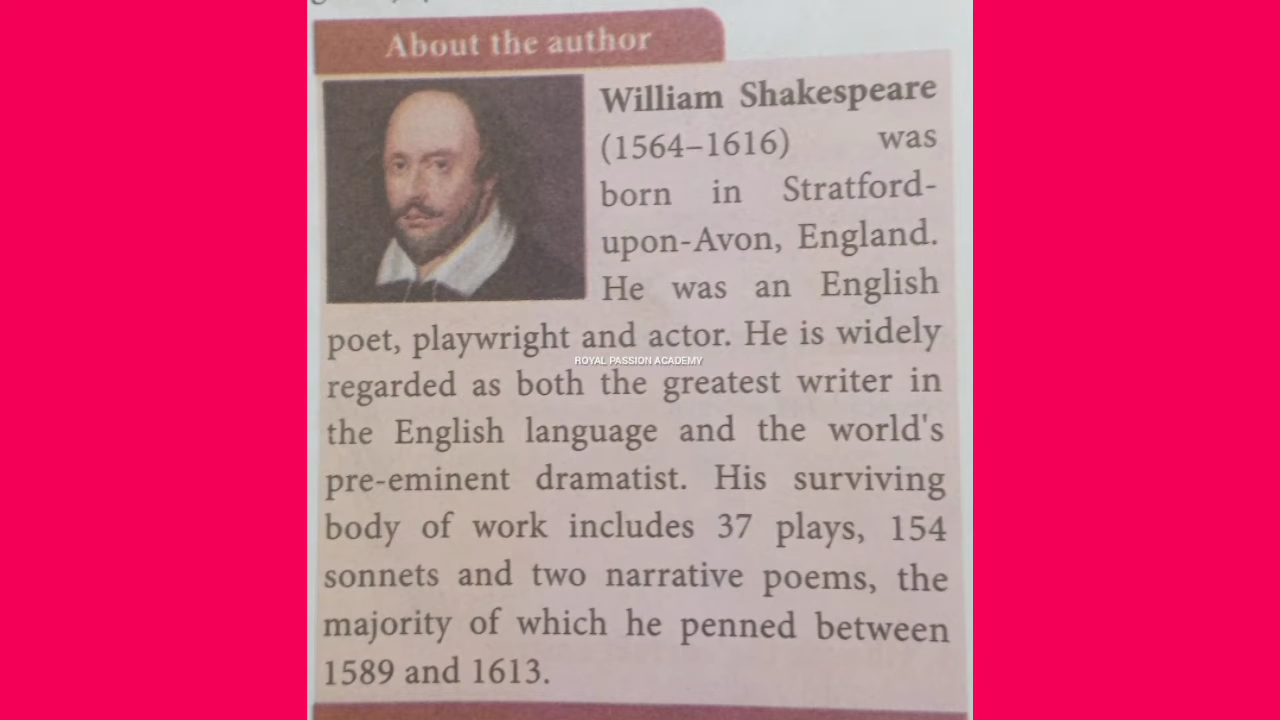 About the author
William Shakespeare
(1564–1616) was
born in Stratford-
upon-Avon, England.
He was an English
poet, playwright and actor. He is widely
ROYAL PASSION ACADEMY
regarded as both the greatest writer in
the English language and the world's
pre-eminent dramatist. His surviving
body of work includes 37 plays, 154
sonnets and two narrative poems, the
majority of which he penned between
1589 and 1613.